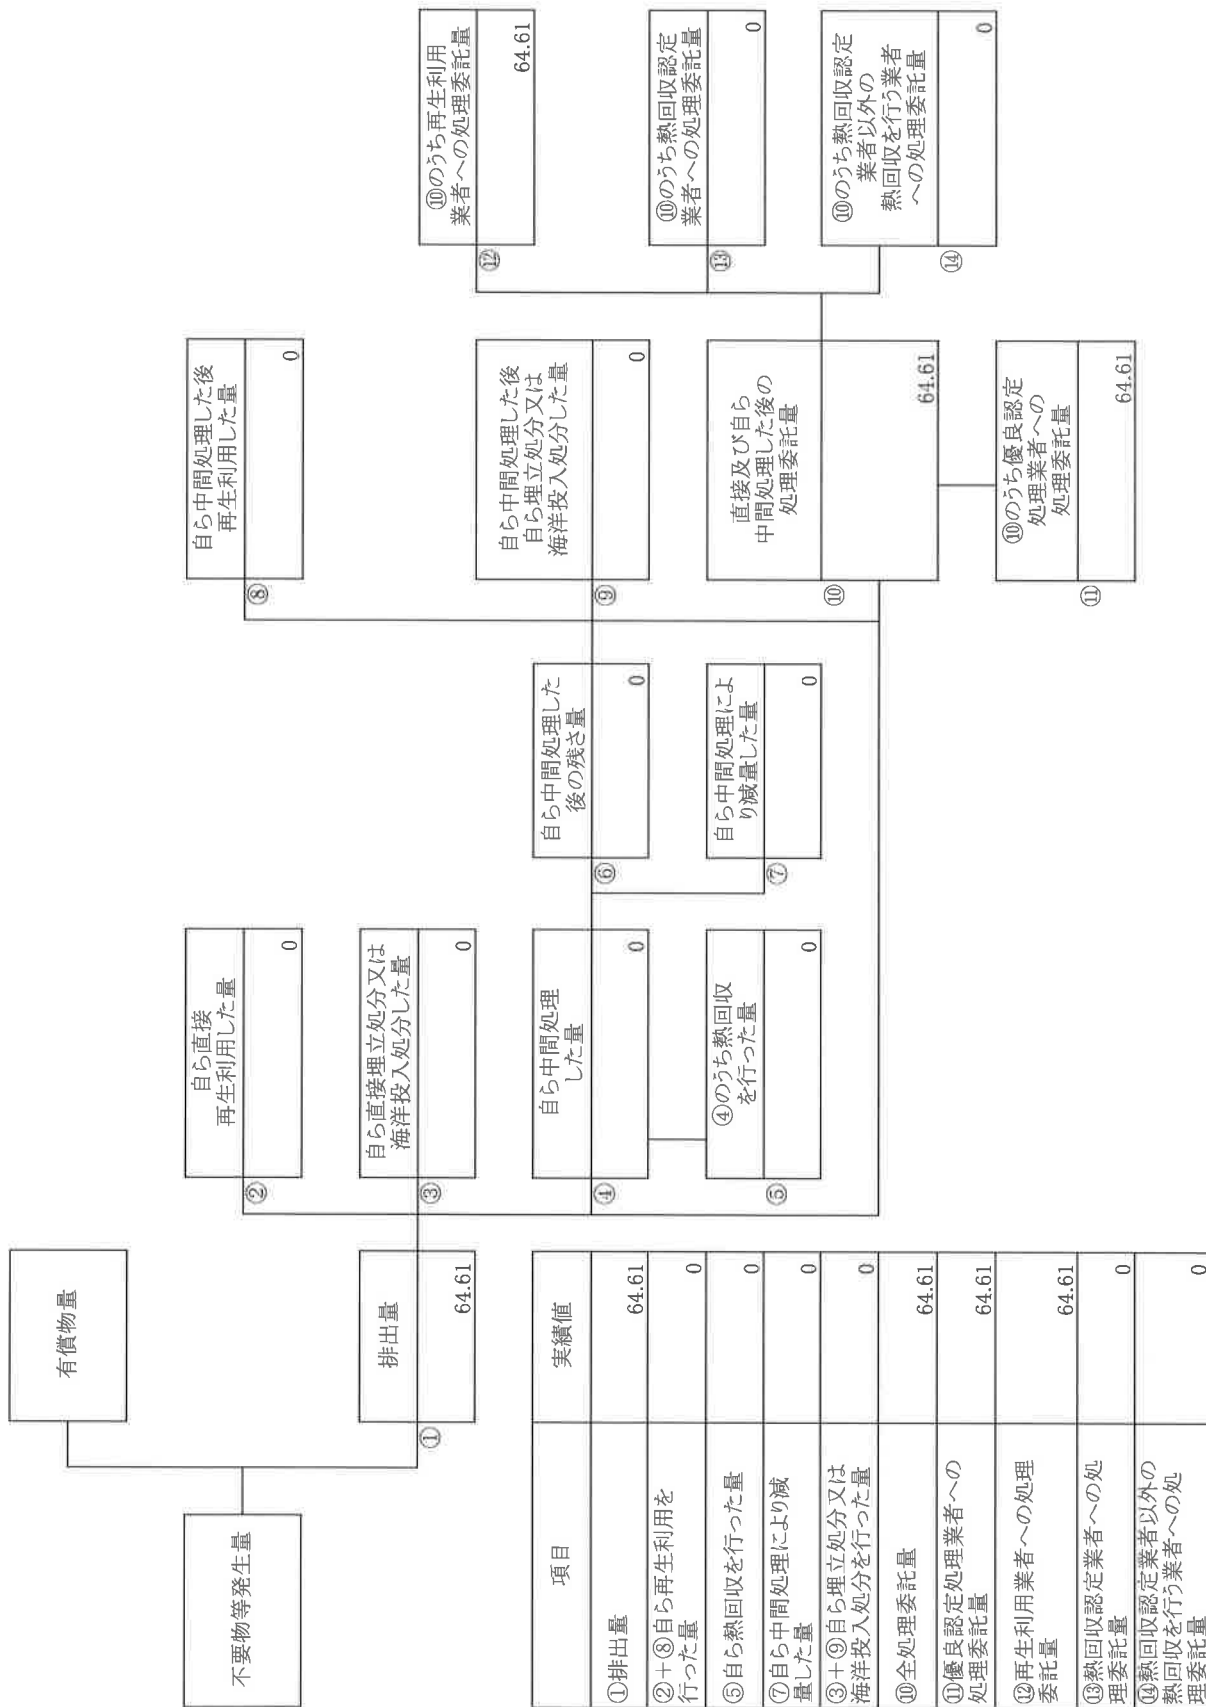 不要物等発生量
有償物量
①
排出量
64.61
②
自ら直接
再生利用した量
0
③
自ら直接埋立処分又は
海洋投入処分した量
0
④
自ら中間処理
した量
0
⑤
④のうち熱回収
を行った量
0
⑥
自ら中間処理した
後の残さ量
0
⑦
自ら中間処理によ
り減量した量
0
⑧
自ら中間処理した後
再生利用した量
0
⑨
自ら中間処理した後
自ら埋立処分又は
海洋投入処分した量
0
⑩
直接及び自ら
中間処理した後の
処理委託量
64.61
⑪
⑩のうち優良認定
処理業者への
処理委託量
64.61
⑫
⑩のうち再生利用
業者への処理委託量
64.61
⑬
⑩のうち熱回収認定
業者への処理委託量
0
⑭
⑩のうち熱回収認定
業者以外の
熱回収を行う業者
への処理委託量
0
項目
実績値
①排出量
64.61
②+⑧自ら再生利用を
行った量
0
⑤自ら熱回収を行った量
0
⑦自ら中間処理により減
量した量
0
③+⑨自ら埋立処分又は
海洋投入処分を行った量
0
⑩全処理委託量
64.61
⑪優良認定処理業者への
処理委託量
64.61
⑫再生利用業者への処理
委託量
64.61
⑬熱回収認定業者への処
理委託量
0
⑭熱回収認定業者以外の
熱回収を行う業者への処
理委託量
0